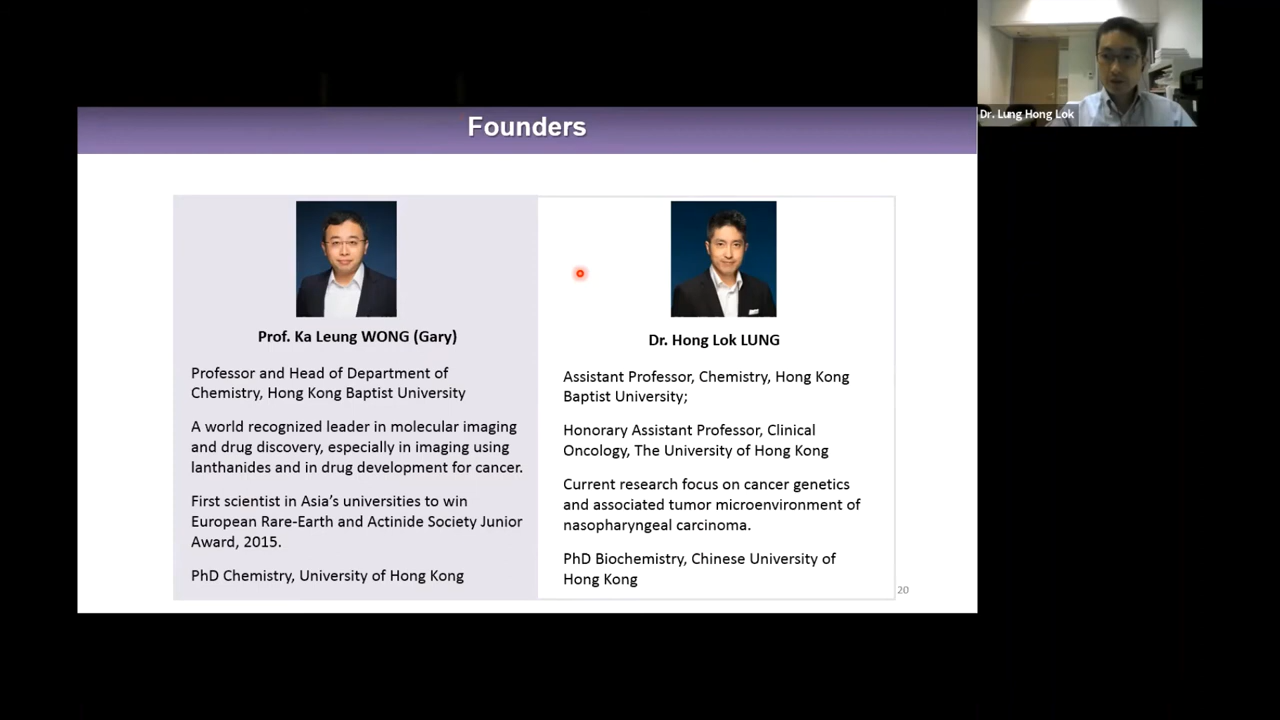 Founders
Dr. Lung Hong Lok
Prof. Ka Leung WONG (Gary)
Professor and Head of Department of
Chemistry, Hong Kong Baptist University
A world recognized leader in molecular imaging
and drug discovery, especially in imaging using
lanthanides and in drug development for cancer.
First scientist in Asia's universities to win
European Rare-Earth and Actinide Society Junior
Award, 2015.
PhD Chemistry, University of Hong Kong
Dr. Hong Lok LUNG
Assistant Professor, Chemistry, Hong Kong
Baptist University;
Honorary Assistant Professor, Clinical
Oncology, The University of Hong Kong
Current research focus on cancer genetics
and associated tumor microenvironment of
nasopharyngeal carcinoma.
PhD Biochemistry, Chinese University of
Hong Kong
20